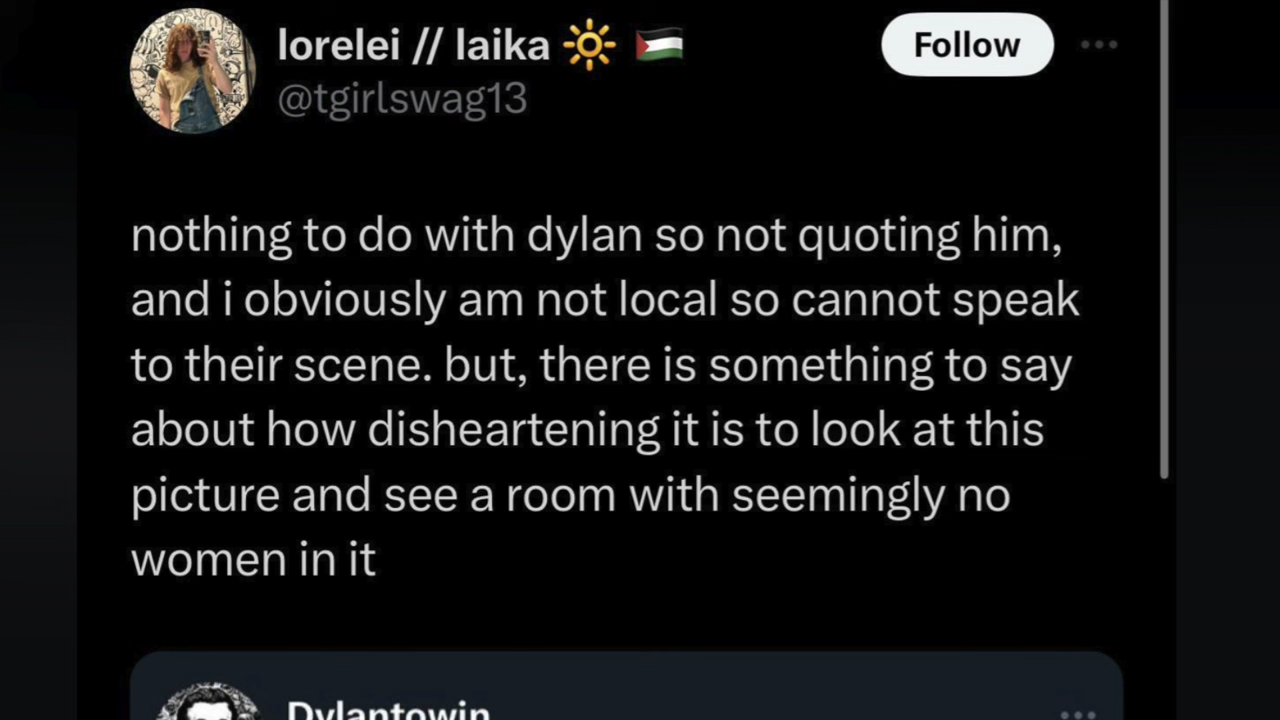 lorelei // laika 🔆 🇵🇸
Follow
@tgirlswag13
nothing to do with dylan so not quoting him,
and i obviously am not local so cannot speak
to their scene. but, there is something to say
about how disheartening it is to look at this
picture and see a room with seemingly no
women in it
Dylantowin